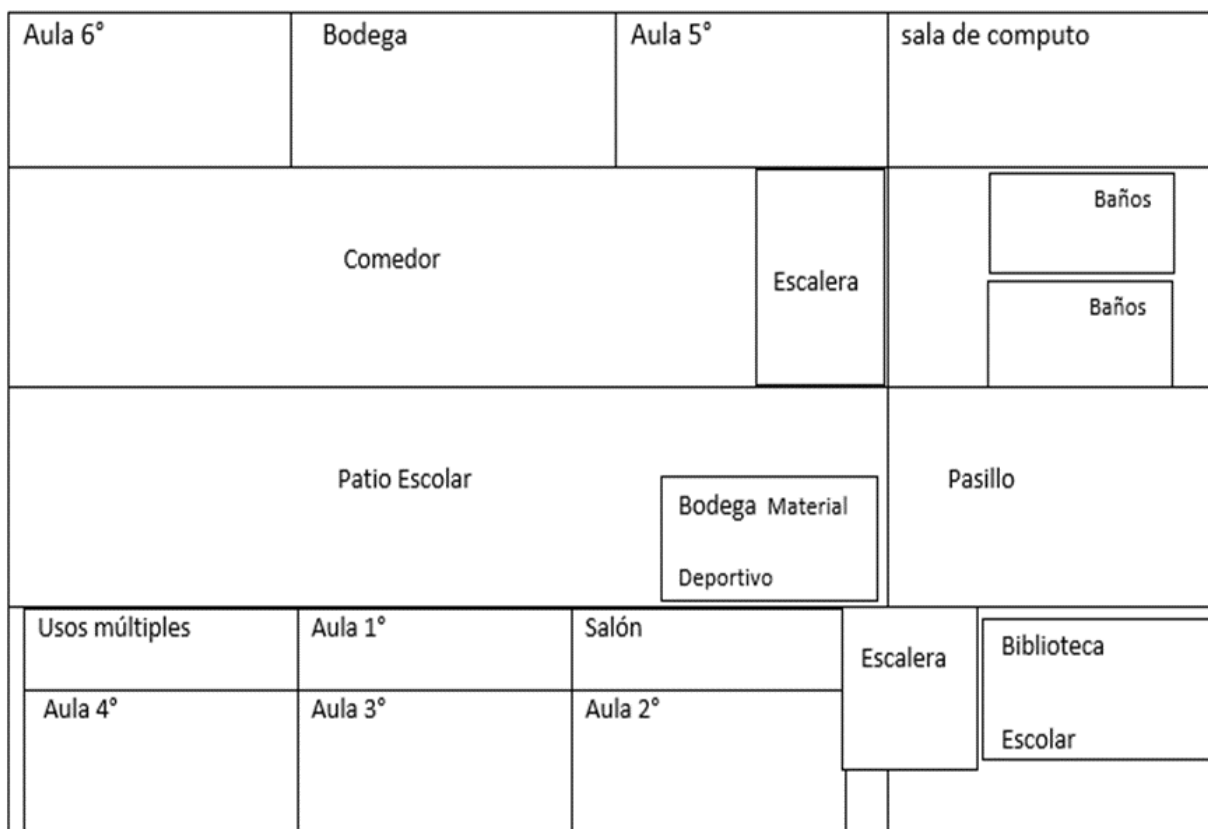 Aula 6°
Bodega
Aula 5°
sala de computo
Baños
Comedor
Escalera
Baños
Patio Escolar
Pasillo
Bodega Material
Deportivo
Usos múltiples
Aula 1°
Salón
Escalera
Biblioteca
Escolar
Aula 4°
Aula 3°
Aula 2°